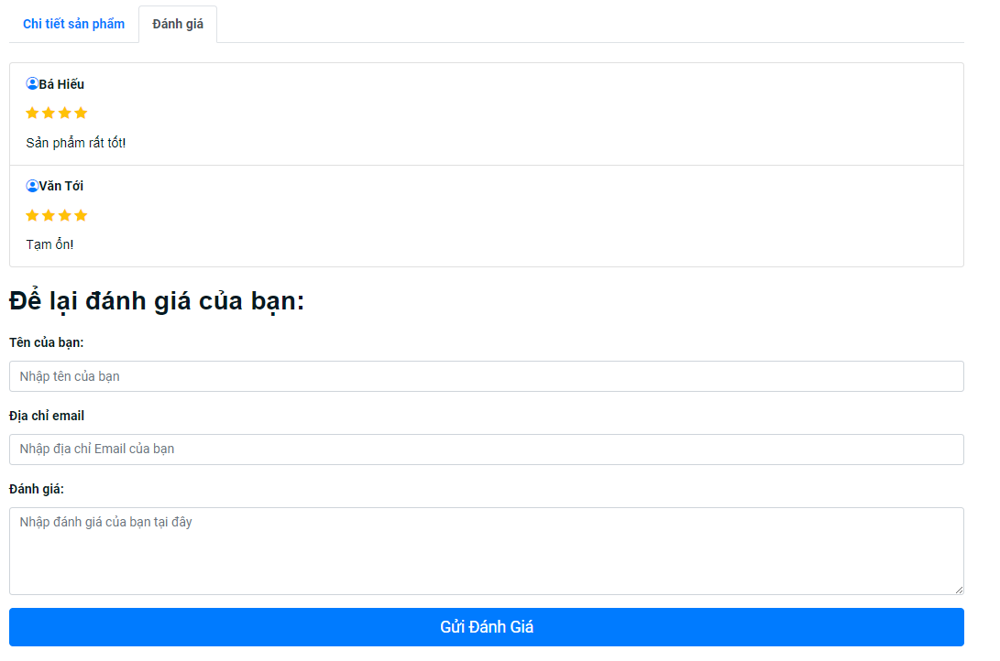 Chi tiết sản phẩm
Đánh giá
Bá Hiếu
Sản phẩm rất tốt!
Văn Tới
Tạm ổn!
Để lại đánh giá của bạn:
Tên của bạn:
Nhập tên của bạn
Địa chỉ email
Nhập địa chỉ Email của bạn
Đánh giá:
Nhập đánh giá của bạn tại đây
Gửi Đánh Giá